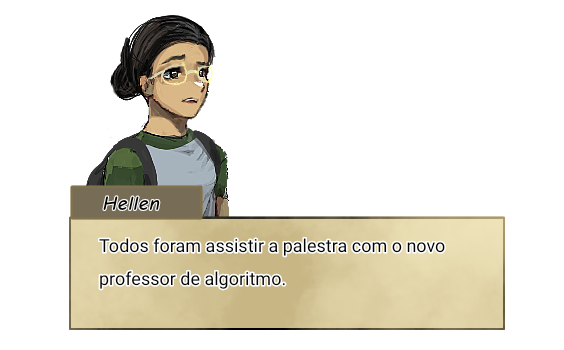 Hellen
Todos foram assistir a palestra com o novo
professor de algoritmo.